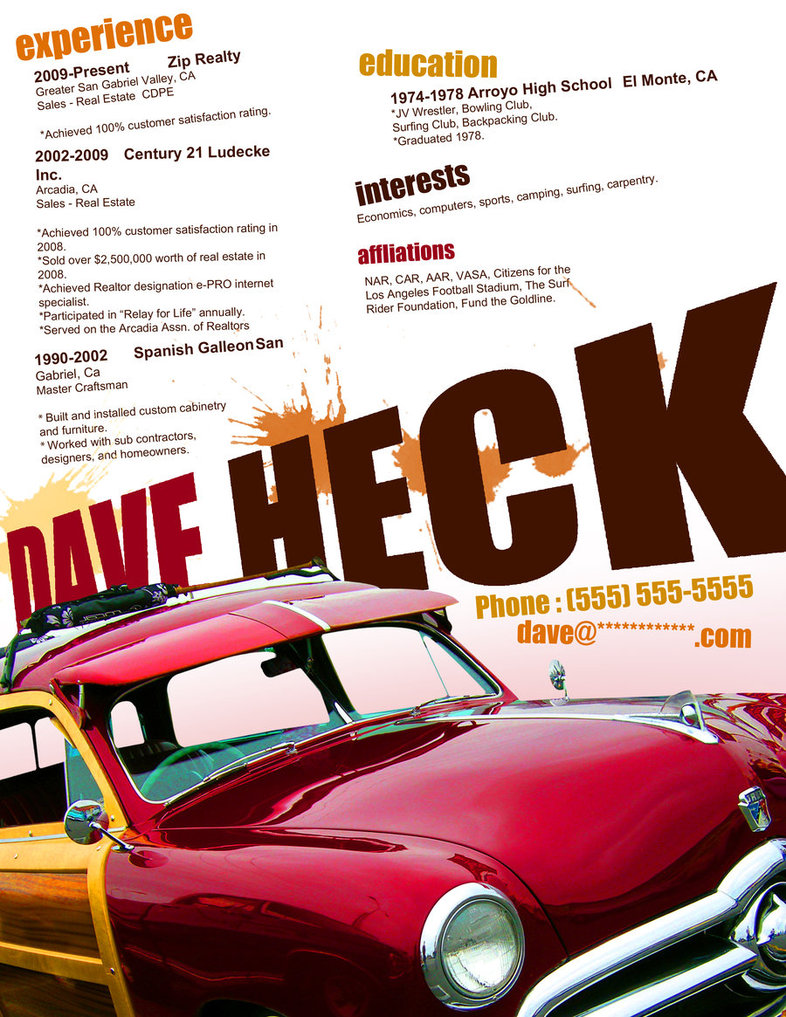 experience
2009-Present Zip Realty
Greater San Gabriel Valley, CA
Sales - Real Estate CDPE
*Achieved 100% customer satisfaction rating.
2002-2009 Century 21 Ludecke
Inc.
Arcadia, CA
Sales - Real Estate
*Achieved 100% customer satisfaction rating in
2008.
*Sold over $2,500,000 worth of real estate in
2008.
*Achieved Realtor designation e-PRO internet
specialist.
*Participated in “Relay for Life” annually.
*Served on the Arcadia Assn. of Realtors
1990-2002 Spanish Galleon San
Gabriel, Ca
Master Craftsman
* Built and installed custom cabinetry
and furniture.
* Worked with sub contractors,
designers, and homeowners.
education
1974-1978 Arroyo High School El Monte, CA
*JV Wrestler, Bowling Club,
Surfing Club, Backpacking Club.
*Graduated 1978.
interests
Economics, computers, sports, camping, surfing, carpentry.
affliations
NAR, CAR, AAR, VASA, Citizens for the
Los Angeles Football Stadium, The Surf
Rider Foundation, Fund the Goldline.
DAVE HECK
Phone : (555) 555-5555
dave@************.com